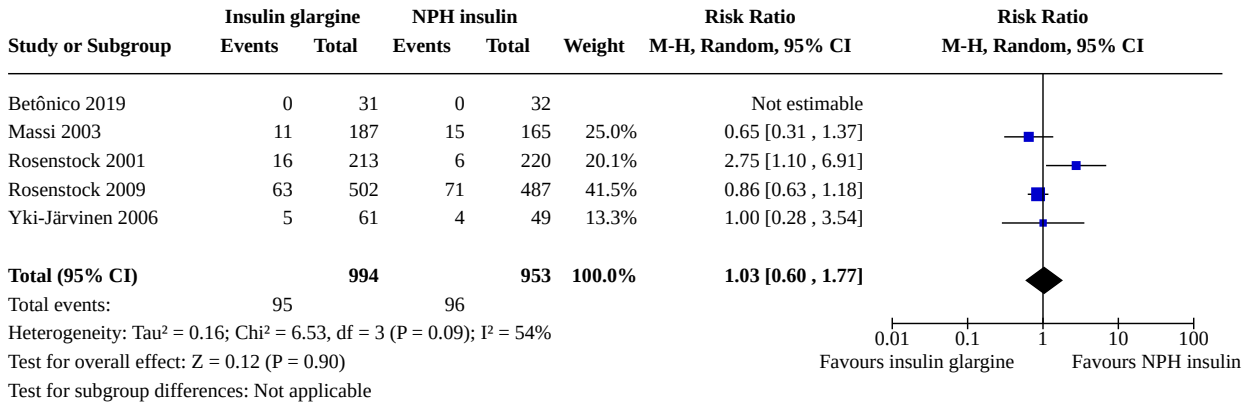 Insulin glargine NPH insulin Risk Ratio Risk Ratio
Study or Subgroup Events Total Events Total Weight M-H, Random, 95% CI M-H, Random, 95% CI
Betônico 2019 0 31 0 32 Not estimable
Massi 2003 11 187 15 165 25.0% 0.65 [0.31 , 1.37]
Rosenstock 2001 16 213 6 220 20.1% 2.75 [1.10 , 6.91]
Rosenstock 2009 63 502 71 487 41.5% 0.86 [0.63 , 1.18]
Yki-Järvinen 2006 5 61 4 49 13.3% 1.00 [0.28 , 3.54]
Total (95% CI) 994 953 100.0% 1.03 [0.60 , 1.77]
Total events: 95 96
Heterogeneity: Tau² = 0.16; Chi² = 6.53, df = 3 (P = 0.09); I² = 54%
0.01 0.1 1 10 100
Test for overall effect: Z = 0.12 (P = 0.90)
Favours insulin glargine Favours NPH insulin
Test for subgroup differences: Not applicable